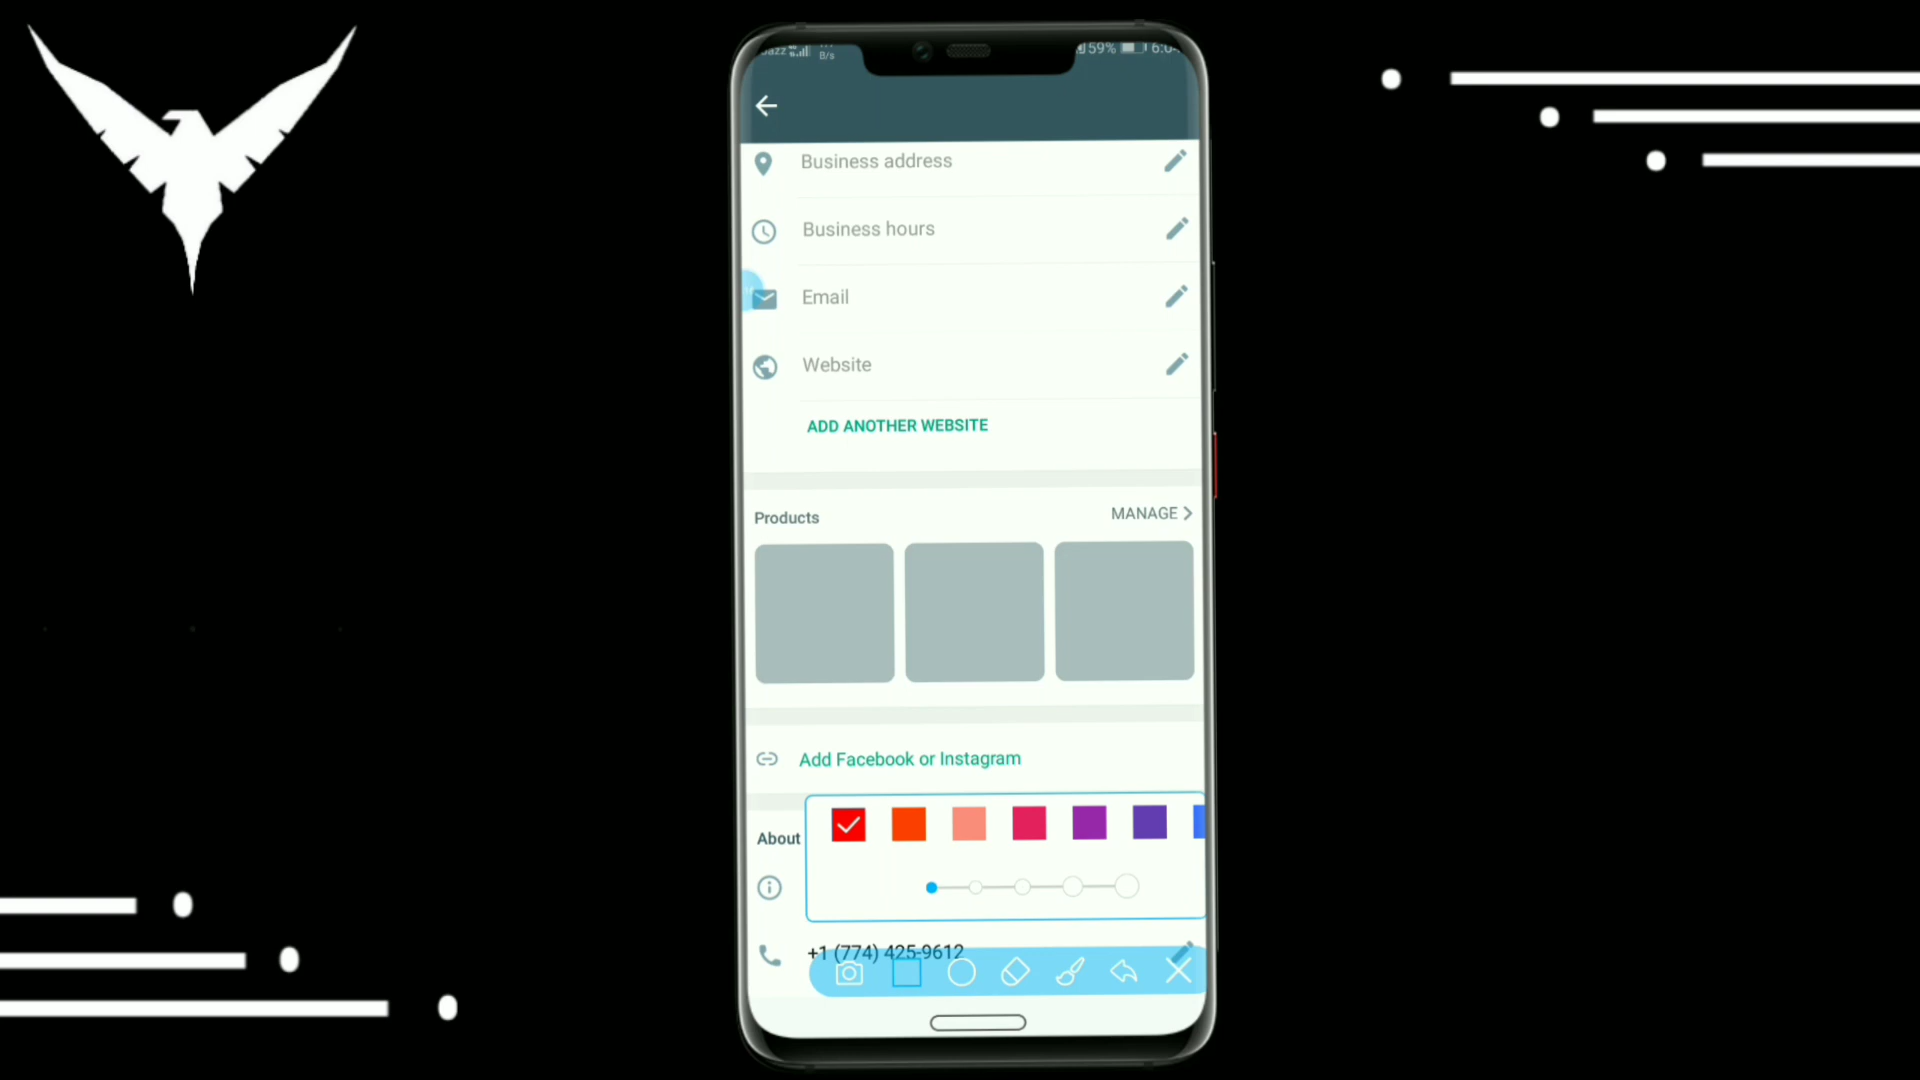 B/s
59%
Business address
Business hours
Email
Website
ADD ANOTHER WEBSITE
Products
MANAGE
Add Facebook or Instagram
About
+1 (774) 425-9612